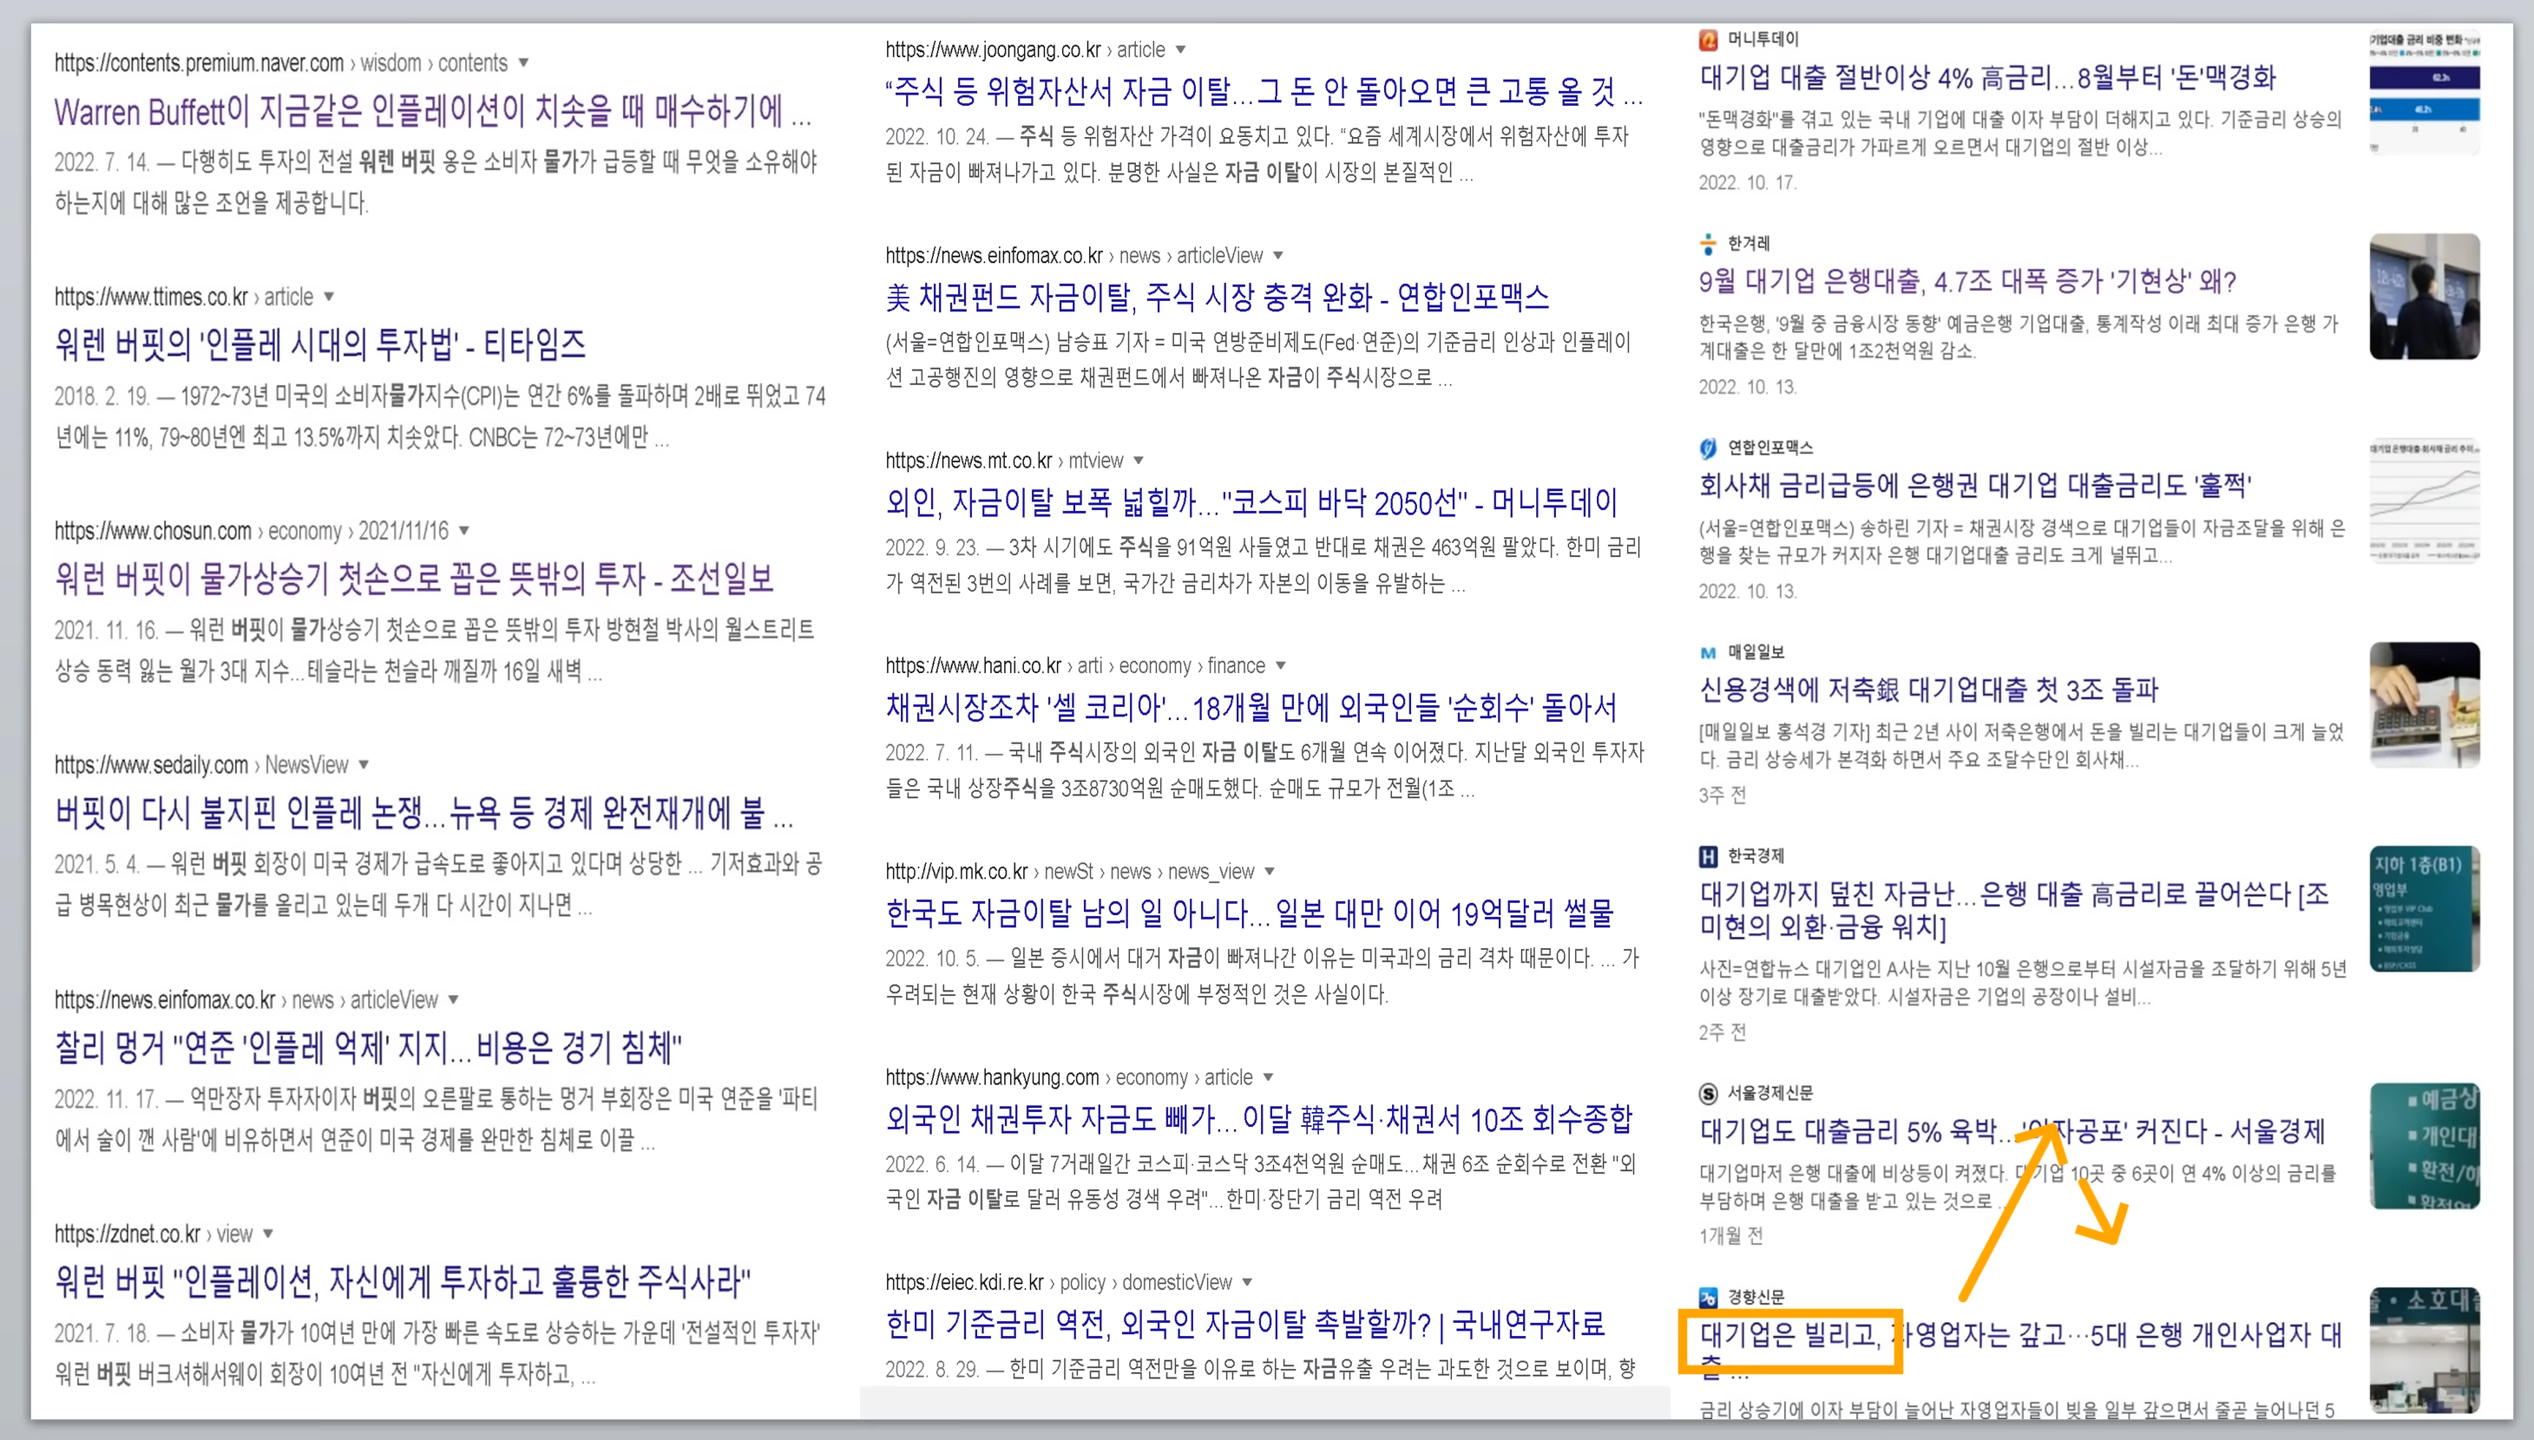 https://contents.premium.naver.com › wisdom › contents
Warren Buffett이 지금같은 인플레이션이 치솟을 때 매수하기에 ...
2022. 7. 14. — 다행히도 투자의 전설 워렌 버핏 옹은 소비자 물가가 급등할 때 무엇을 소유해야
하는지에 대해 많은 조언을 제공합니다.
https://www.ttimes.co.kr › article
워렌 버핏의 '인플레 시대의 투자법' - 티타임즈
2018. 2. 19. — 1972~73년 미국의 소비자물가지수(CPI)는 연간 6%를 돌파하며 2배로 뛰었고 74
년에는 11%, 79~80년엔 최고 13.5%까지 치솟았다. CNBC는 72~73년에만 ...
https://www.chosun.com › economy › 2021/11/16
워런 버핏이 물가상승기 첫손으로 꼽은 뜻밖의 투자 - 조선일보
2021. 11. 16. — 워런 버핏이 물가상승기 첫손으로 꼽은 뜻밖의 투자 방현철 박사의 월스트리트
상승 동력 잃는 월가 3대 지수...테슬라는 천슬라 깨질까 16일 새벽 ...
https://www.sedaily.com › NewsView
버핏이 다시 불지핀 인플레 논쟁...뉴욕 등 경제 완전재개에 불 ...
2021. 5. 4. — 워런 버핏 회장이 미국 경제가 급속도로 좋아지고 있다며 상당한 ... 기저효과와 공
급 병목현상이 최근 물가를 올리고 있는데 두개 다 시간이 지나면 ...
https://news.einfomax.co.kr › news › articleView
찰리 멍거 "연준 '인플레 억제' 지지...비용은 경기 침체"
2022. 11. 17. — 억만장자 투자자이자 버핏의 오른팔로 통하는 멍거 부회장은 미국 연준을 '파티
에서 술이 깬 사람'에 비유하면서 연준이 미국 경제를 완만한 침체로 이끌 ...
https://zdnet.co.kr › view
워런 버핏 "인플레이션, 자신에게 투자하고 훌륭한 주식사라"
2021. 7. 18. — 소비자 물가가 10여년 만에 가장 빠른 속도로 상승하는 가운데 '전설적인 투자자'
워런 버핏 버크셔해서웨이 회장이 10여년 전 "자신에게 투자하고, ...
https://www.joongang.co.kr › article
“주식 등 위험자산서 자금 이탈...그 돈 안 돌아오면 큰 고통 올 것 ...
2022. 10. 24. — 주식 등 위험자산 가격이 요동치고 있다. “요즘 세계시장에서 위험자산에 투자
된 자금이 빠져나가고 있다. 분명한 사실은 자금 이탈이 시장의 본질적인 ...
https://news.einfomax.co.kr › news › articleView
美 채권펀드 자금이탈, 주식 시장 충격 완화 - 연합인포맥스
(서울=연합인포맥스) 남승표 기자 = 미국 연방준비제도(Fed·연준)의 기준금리 인상과 인플레이
션 고공행진의 영향으로 채권펀드에서 빠져나온 자금이 주식시장으로 ...
https://news.mt.co.kr › mtview
외인, 자금이탈 보폭 넓힐까..."코스피 바닥 2050선" - 머니투데이
2022. 9. 23. — 3차 시기에도 주식을 91억원 사들였고 반대로 채권은 463억원 팔았다. 한미 금리
가 역전된 3번의 사례를 보면, 국가간 금리차가 자본의 이동을 유발하는 ...
https://www.hani.co.kr › arti › economy › finance
채권시장조차 '셀 코리아'...18개월 만에 외국인들 '순회수' 돌아서
2022. 7. 11. — 국내 주식시장의 외국인 자금 이탈도 6개월 연속 이어졌다. 지난달 외국인 투자자
들은 국내 상장주식을 3조8730억원 순매도했다. 순매도 규모가 전월(1조 ...
http://vip.mk.co.kr › newSt › news › news_view
한국도 자금이탈 남의 일 아니다...일본 대만 이어 19억달러 썰물
2022. 10. 5. — 일본 증시에서 대거 자금이 빠져나간 이유는 미국과의 금리 격차 때문이다. ... 가
우려되는 현재 상황이 한국 주식시장에 부정적인 것은 사실이다.
https://www.hankyung.com › economy › article
외국인 채권투자 자금도 빼가...이달 韓주식·채권서 10조 회수종합
2022. 6. 14. — 이달 7거래일간 코스피·코스닥 3조4천억원 순매도...채권 6조 순회수로 전환 "외
국인 자금 이탈로 달러 유동성 경색 우려"...한미·장단기 금리 역전 우려
https://eiec.kdi.re.kr › policy › domesticView
한미 기준금리 역전, 외국인 자금이탈 촉발할까? | 국내연구자료
2022. 8. 29. — 한미 기준금리 역전만을 이유로 하는 자금유출 우려는 과도한 것으로 보이며, 향
머니투데이
대기업 대출 절반이상 4% 高금리...8월부터 '돈'맥경화
"돈맥경화"를 겪고 있는 국내 기업에 대출 이자 부담이 더해지고 있다. 기준금리 상승의
영향으로 대출금리가 가파르게 오르면서 대기업의 절반 이상...
2022. 10. 17.
한겨레
9월 대기업 은행대출, 4.7조 대폭 증가 '기현상' 왜?
한국은행, '9월 중 금융시장 동향' 예금은행 기업대출, 통계작성 이래 최대 증가 은행 가
계대출은 한 달만에 1조2천억원 감소.
2022. 10. 13.
연합인포맥스
회사채 금리급등에 은행권 대기업 대출금리도 '훌쩍'
(서울=연합인포맥스) 송하린 기자 = 채권시장 경색으로 대기업들이 자금조달을 위해 은
행을 찾는 규모가 커지자 은행 대기업대출 금리도 크게 널뛰고...
2022. 10. 13.
매일일보
신용경색에 저축銀 대기업대출 첫 3조 돌파
[매일일보 홍석경 기자] 최근 2년 사이 저축은행에서 돈을 빌리는 대기업들이 크게 늘었
다. 금리 상승세가 본격화 하면서 주요 조달수단인 회사채...
3주 전
한국경제
대기업까지 덮친 자금난...은행 대출 高금리로 끌어쓴다 [조
미현의 외환·금융 워치]
사진=연합뉴스 대기업인 A사는 지난 10월 은행으로부터 시설자금을 조달하기 위해 5년
이상 장기로 대출받았다. 시설자금은 기업의 공장이나 설비...
2주 전
지하 1층(B1)
영업부
서울경제신문
대기업도 대출금리 5% 육박...'이자공포' 커진다 - 서울경제
대기업마저 은행 대출에 비상등이 켜졌다. 대기업 10곳 중 6곳이 연 4% 이상의 금리를
부담하며 은행 대출을 받고 있는 것으로 ...
1개월 전
예금상
개인대
환전/
경향신문
대기업은 빌리고, 자영업자는 갚고…5대 은행 개인사업자 대
출 ...
금리 상승기에 이자 부담이 늘어난 자영업자들이 빚을 일부 갚으면서 줄곧 늘어나던 5
소호대출